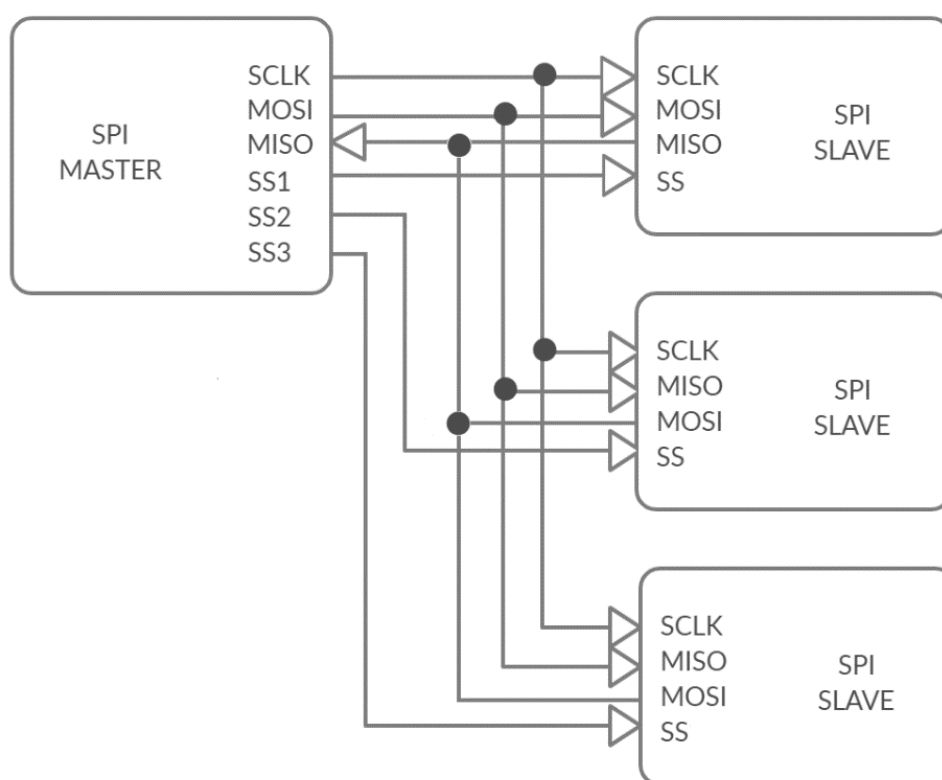 SPI
MASTER
SCLK
MOSI
MISO
SS1
SS2
SS3
SCLK
MOSI
MISO
SS
SPI
SLAVE
SCLK
MISO
MOSI
SS
SPI
SLAVE
SCLK
MISO
MOSI
SS
SPI
SLAVE